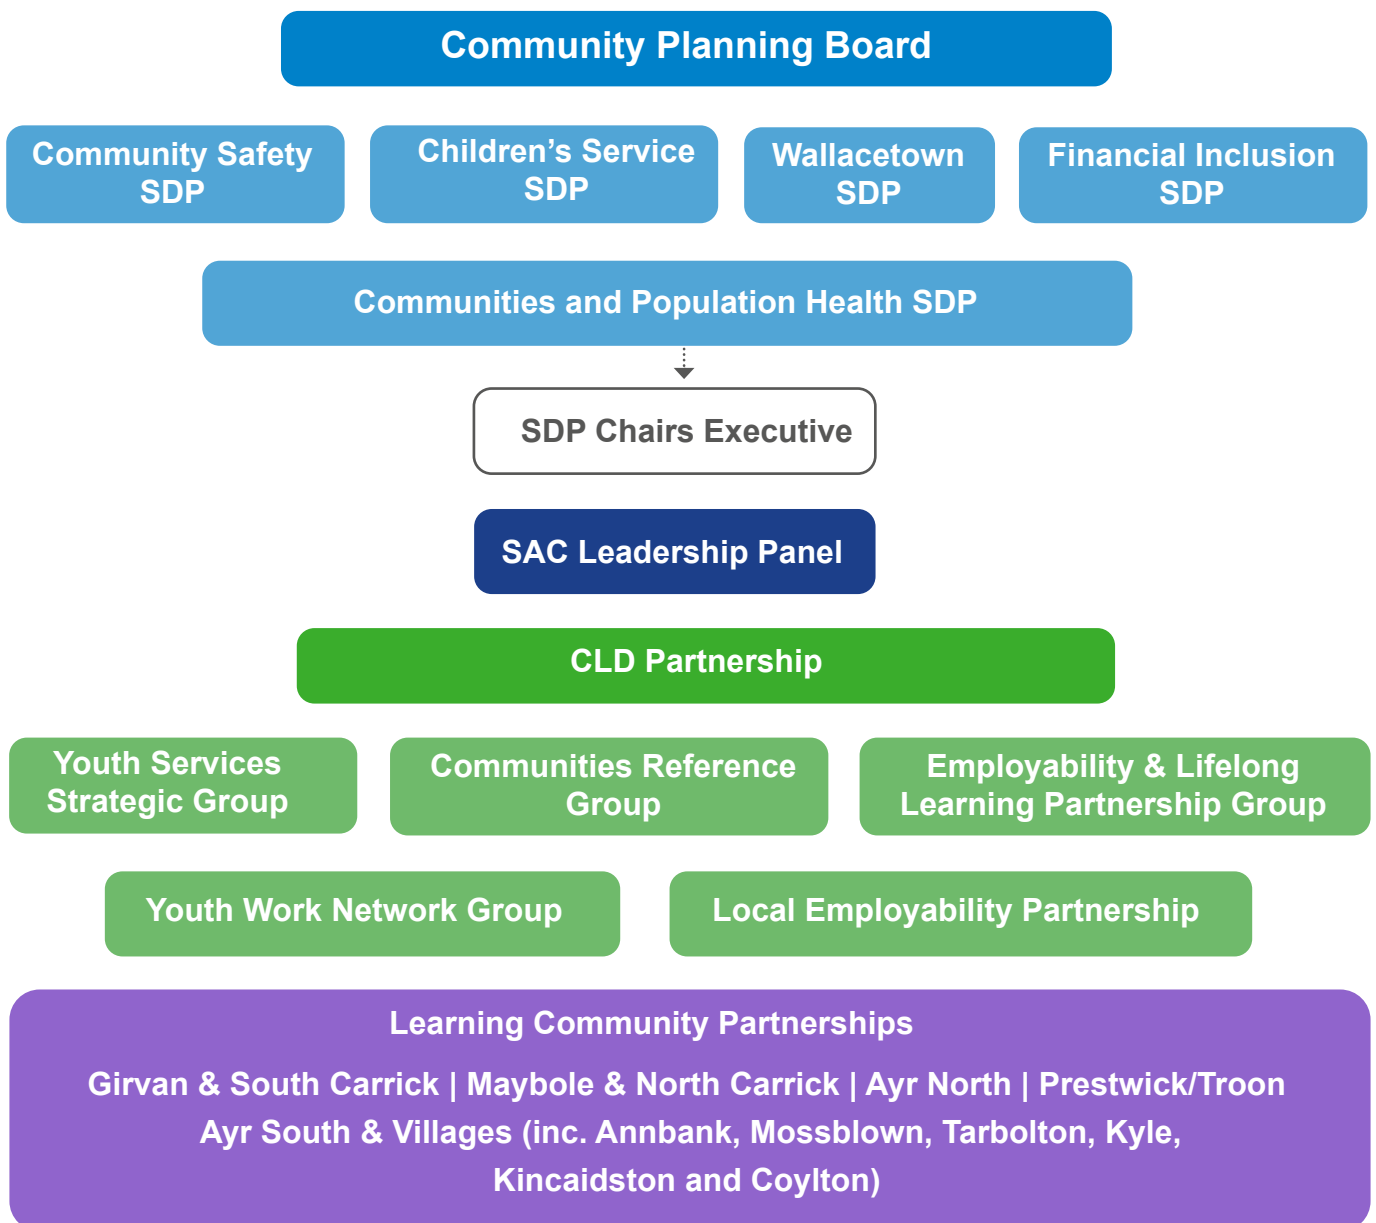 Community Planning Board
Community Safety
SDP
Children’s Service
SDP
Wallacetown
SDP
Financial Inclusion
SDP
Communities and Population Health SDP
SDP Chairs Executive
SAC Leadership Panel
CLD Partnership
Youth Services
Strategic Group
Communities Reference
Group
Employability & Lifelong
Learning Partnership Group
Youth Work Network Group
Local Employability Partnership
Learning Community Partnerships
Girvan & South Carrick | Maybole & North Carrick | Ayr North | Prestwick/Troon
Ayr South & Villages (inc. Annbank, Mossblown, Tarbolton, Kyle,
Kincaidston and Coylton)